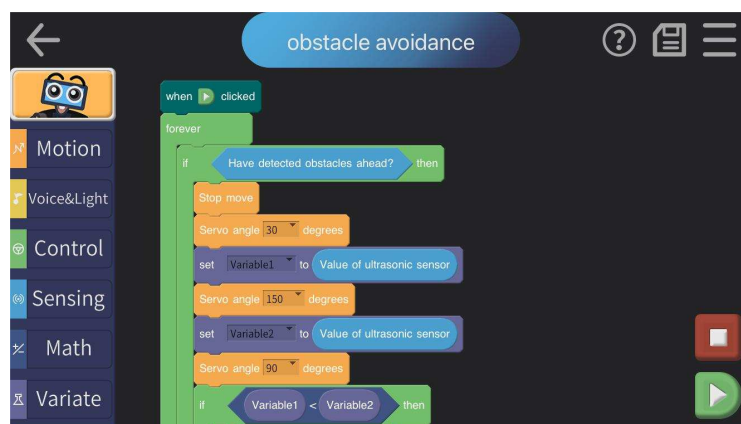 obstacle avoidance
?
when clicked
forever
if Have detected obstacles ahead? then
Stop move
Servo angle 30 degrees
set Variable1 to Value of ultrasonic sensor
Servo angle 150 degrees
set Variable2 to Value of ultrasonic sensor
Servo angle 90 degrees
if Variable1 < Variable2 then
Motion
Voice&Light
Control
Sensing
Math
Variate